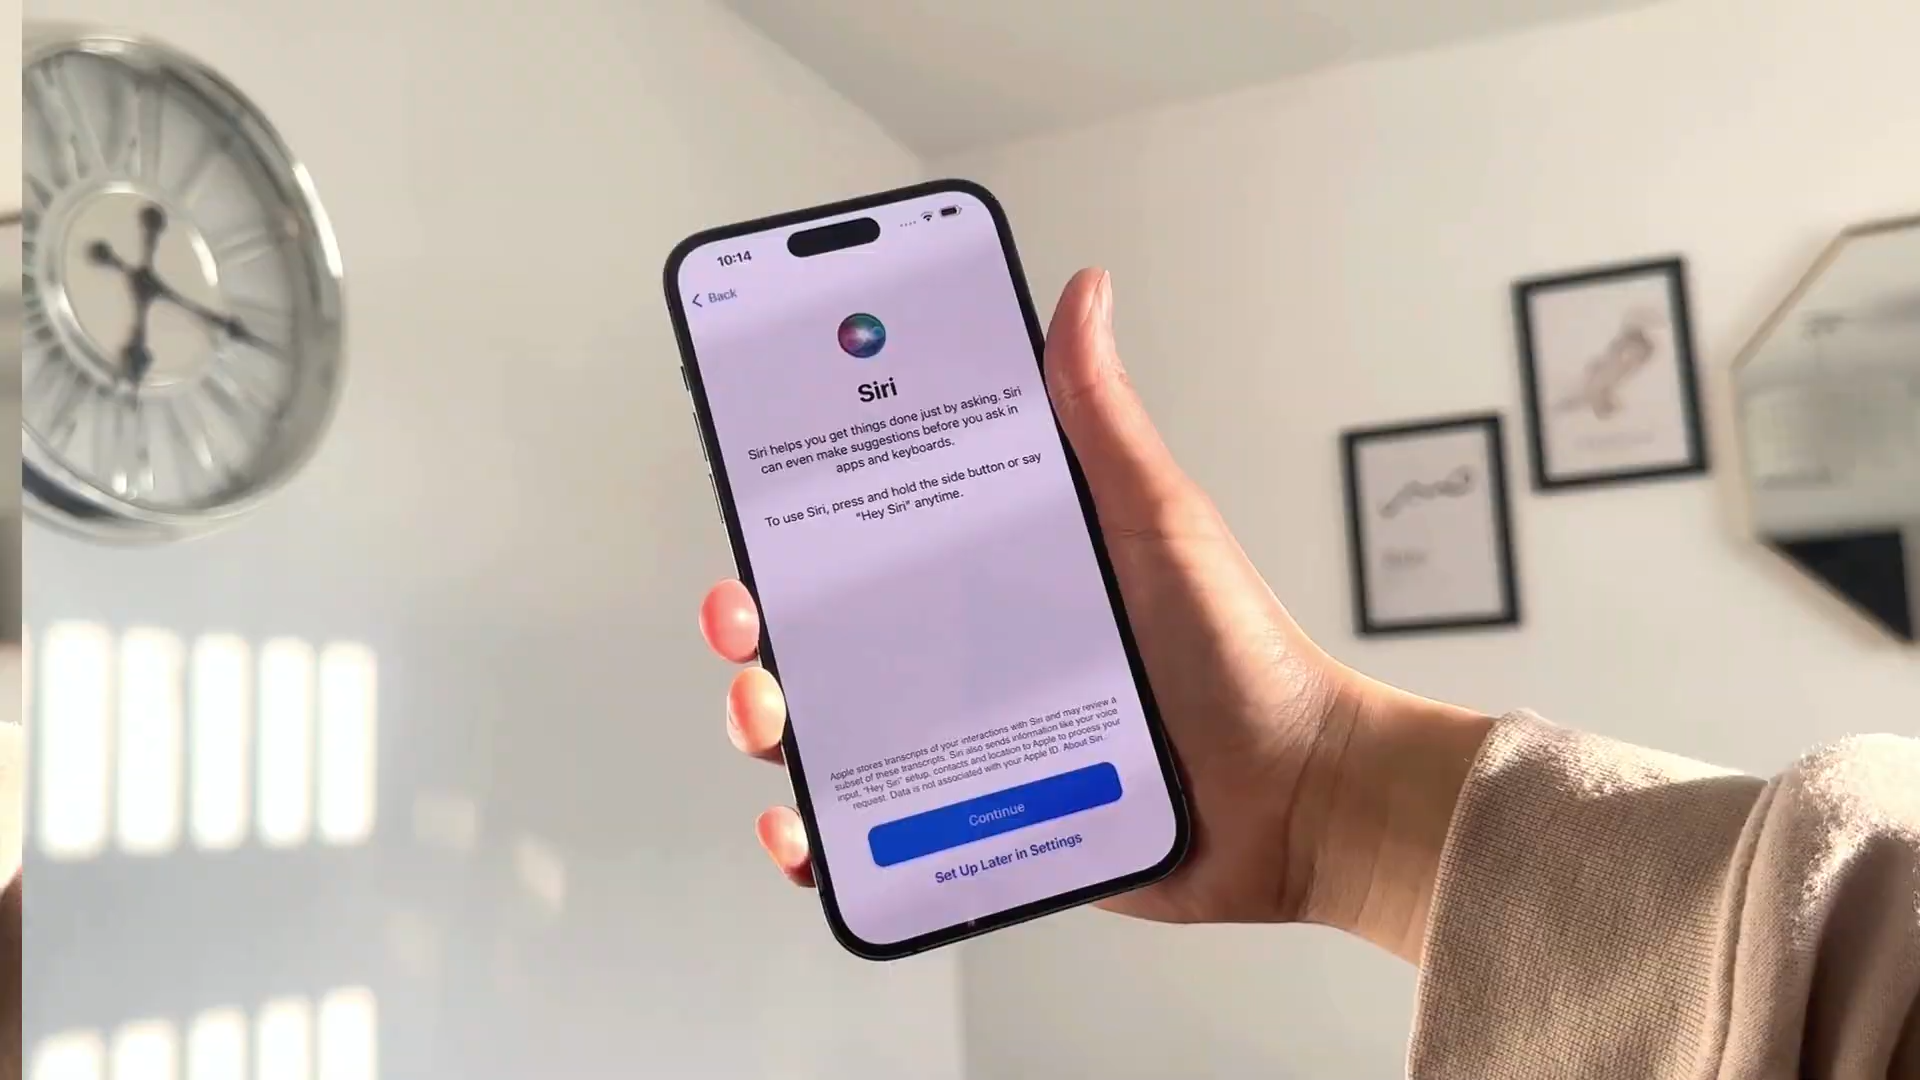 10:14
Back
Siri
Siri helps you get things done just by asking. Siri
can even make suggestions before you ask in
apps and keyboards.
To use Siri, press and hold the side button or say
“Hey Siri” anytime.
Apple stores transcripts of your interactions with Siri and may review a
subset of these transcripts. Siri also sends information like your voice
input, “Hey Siri” setup, contacts and location to Apple to process your
request. Data is not associated with your Apple ID. About Siri...
Continue
Set Up Later in Settings